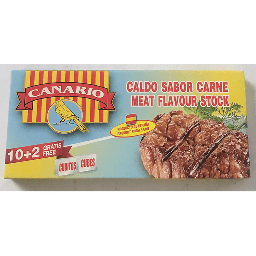 CANARIO
CALDO SABOR CARNE
MEAT FLAVOUR STOCK
10+2 GRATIS
FREE
CUBITOS CUBES